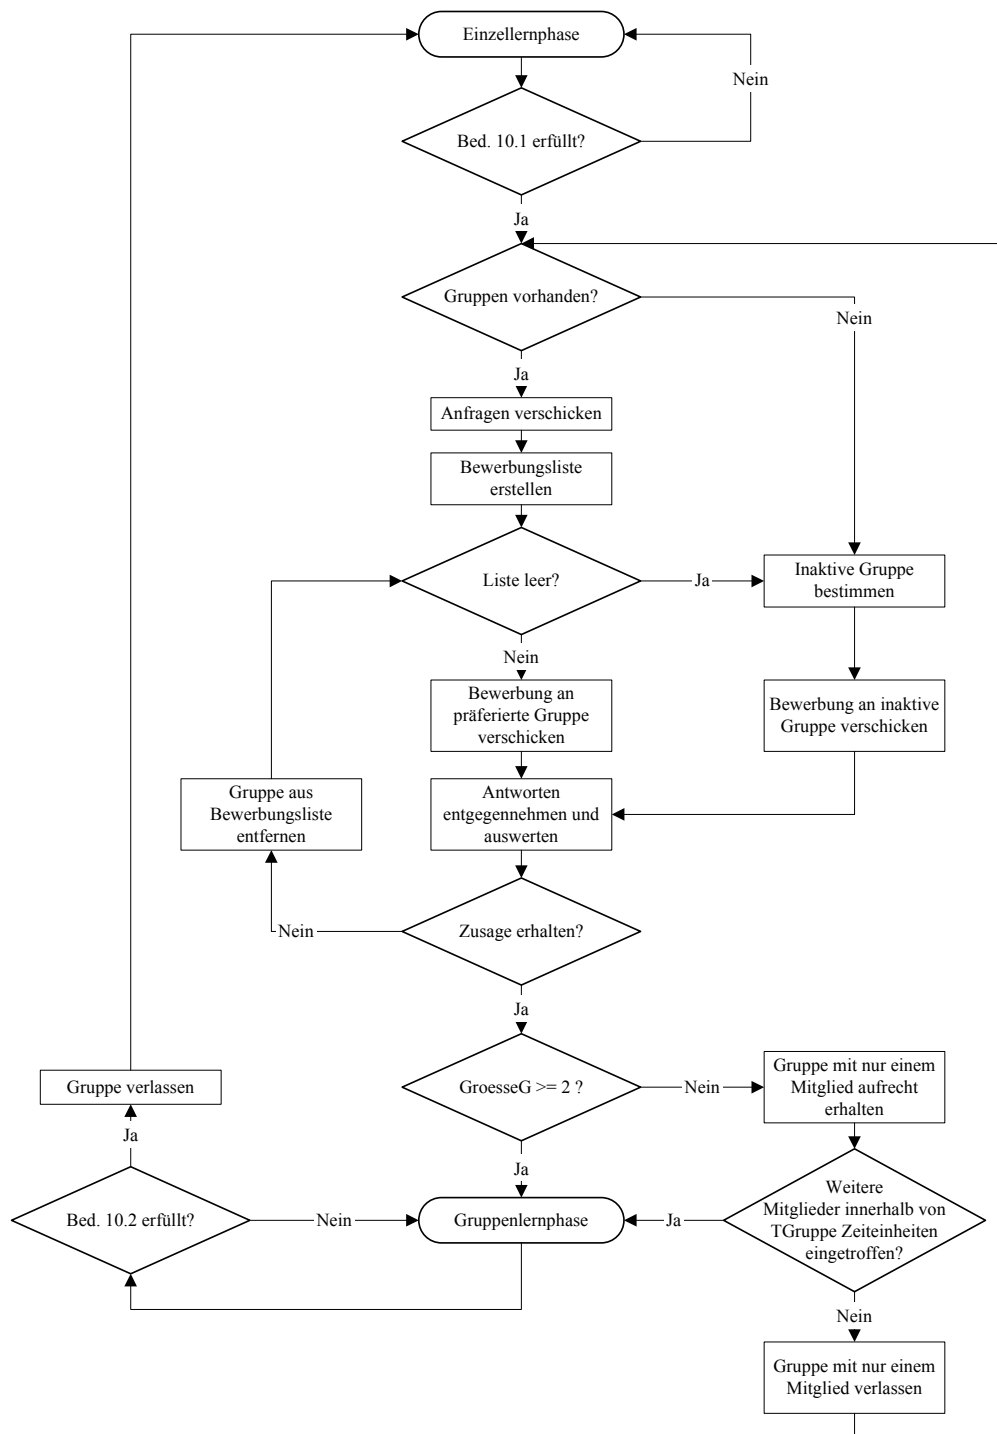 Einzellernphase
Nein
Bed. 10.1 erfüllt?
Ja
Gruppen vorhanden?
Nein
Ja
Anfragen verschicken
Bewerbungsliste
erstellen
Liste leer?
Ja
Inaktive Gruppe
bestimmen
Nein
Bewerbung an
präferierte Gruppe
verschicken
Bewerbung an inaktive
Gruppe verschicken
Gruppe aus
Bewerbungsliste
entfernen
Antworten
entgegennehmen und
auswerten
Nein
Zusage erhalten?
Ja
Gruppe verlassen
GroesseG >= 2 ?
Nein
Gruppe mit nur einem
Mitglied aufrecht
erhalten
Ja
Ja
Bed. 10.2 erfüllt?
Nein
Gruppenlernphase
Ja
Weitere
Mitglieder innerhalb von
TGruppe Zeiteinheiten
eingetroffen?
Nein
Gruppe mit nur einem
Mitglied verlassen